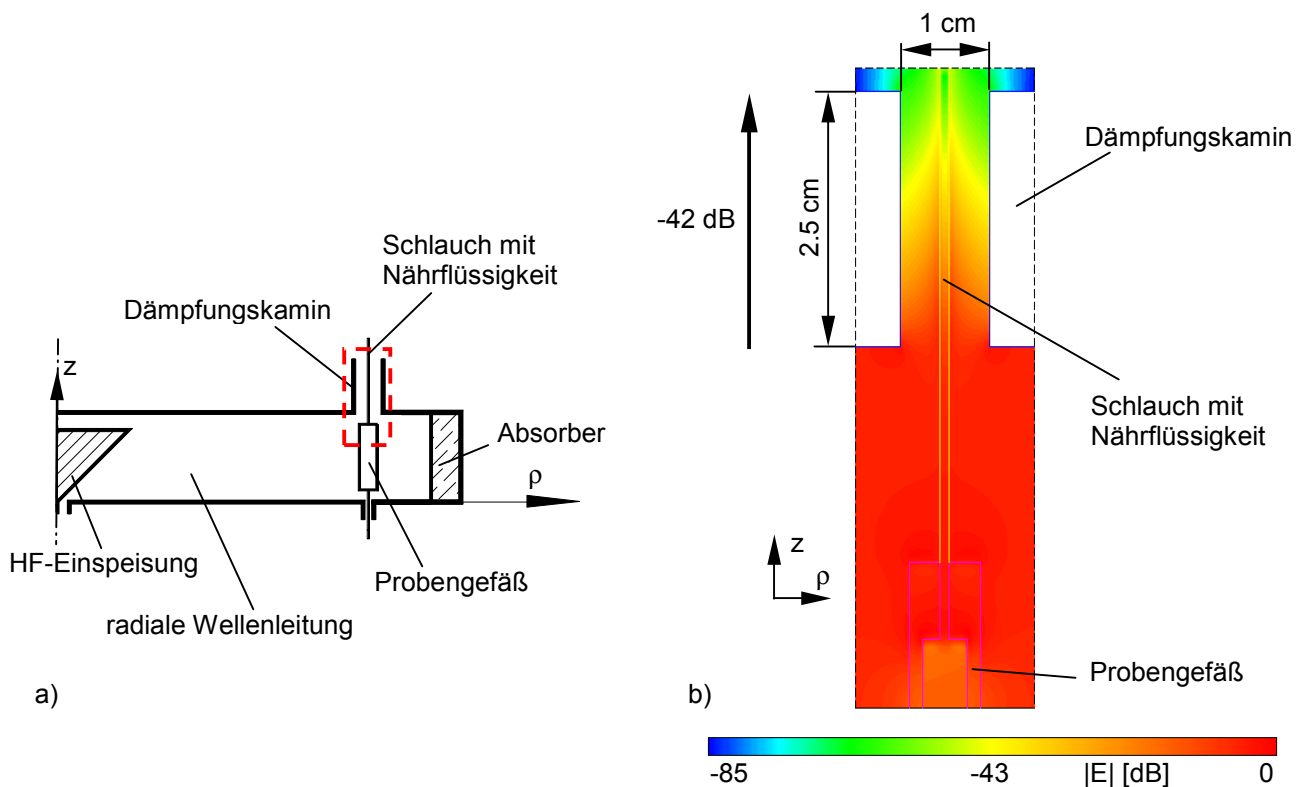 Schlauch mit
Nährflüssigkeit
Dämpfungskamin
z
Absorber
ρ
HF-Einspeisung
Probengefäß
radiale Wellenleitung
a)
1 cm
Dämpfungskamin
-42 dB
2.5 cm
Schlauch mit
Nährflüssigkeit
z
ρ
Probengefäß
b)
-85
-43
|E| [dB]
0